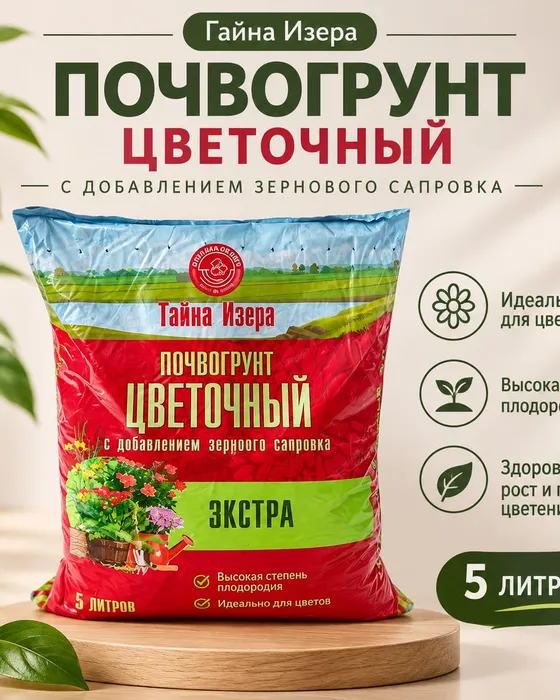 Гайна Изера
ПОЧВОГРУНТ
ЦВЕТОЧНЫЙ
С ДОБАВЛЕНИЕМ ЗЕРНОВОГО САПРОВКА
Тайна Изера
ПОЧВОГРУНТ
ЦВЕТОЧНЫЙ
с добавлением зерноого сапровка
ЭКСТРА
Высокая степень
плодородия
Идеально для цветов
5 ЛИТРОВ
Идеаль
для цве
Высока
плодоро
Здоров
рост и п
цветени
5 ЛИТР